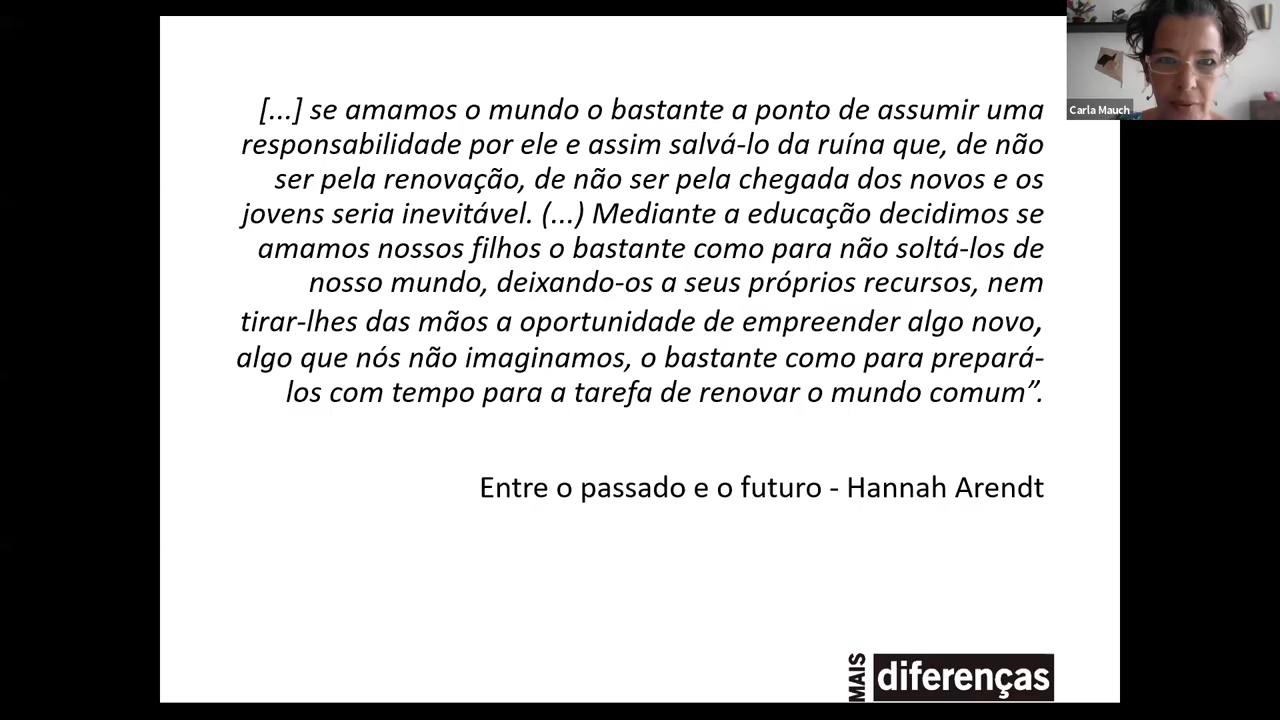 [...] se amamos o mundo o bastante a ponto de assumir uma
responsabilidade por ele e assim salvá-lo da ruína que, de não
ser pela renovação, de não ser pela chegada dos novos e os
jovens seria inevitável. (...) Mediante a educação decidimos se
amamos nossos filhos o bastante como para não soltá-los de
nosso mundo, deixando-os a seus próprios recursos, nem
tirar-lhes das mãos a oportunidade de empreender algo novo,
algo que nós não imaginamos, o bastante como para prepará-
los com tempo para a tarefa de renovar o mundo comum”.
Entre o passado e o futuro - Hannah Arendt
MAIS diferenças
Carla Mauch